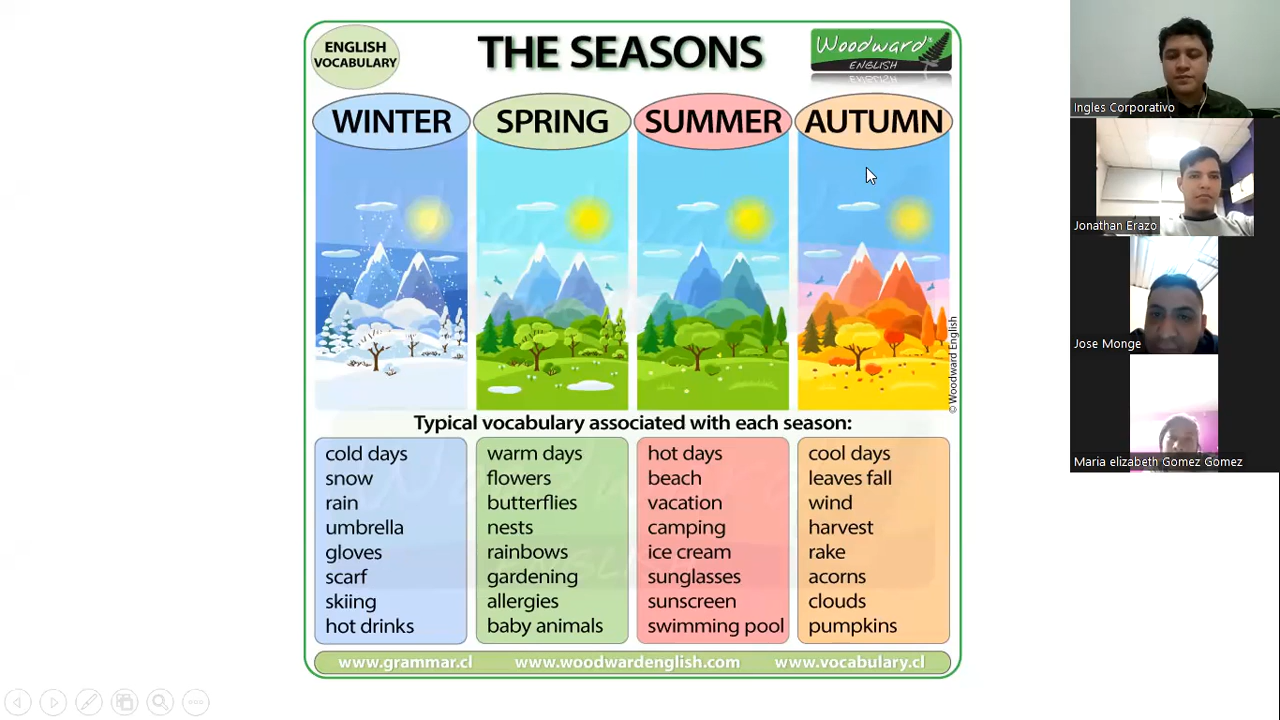 ENGLISH
VOCABULARY
THE SEASONS
Woodward®
ENGLISH
WINTER
SPRING
SUMMER
AUTUMN
© Woodward English
Typical vocabulary associated with each season:
cold days
snow
rain
umbrella
gloves
scarf
skiing
hot drinks
warm days
flowers
butterflies
nests
rainbows
gardening
allergies
baby animals
hot days
beach
vacation
camping
ice cream
sunglasses
sunscreen
swimming pool
cool days
leaves fall
wind
harvest
rake
acorns
clouds
pumpkins
www.grammar.cl
www.woodwardenglish.com
www.vocabulary.cl
Ingles Corporativo
Jonathan Erazo
Jose Monge
Maria elizabeth Gomez Gomez